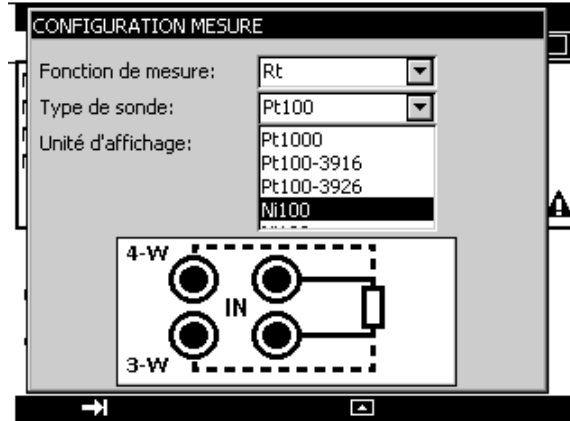 CONFIGURATION MESURE
Fonction de mesure: Rt
Type de sonde: Pt100
Unité d'affichage:
Pt1000
Pt100-3916
Pt100-3926
Ni100
4-W
IN
3-W